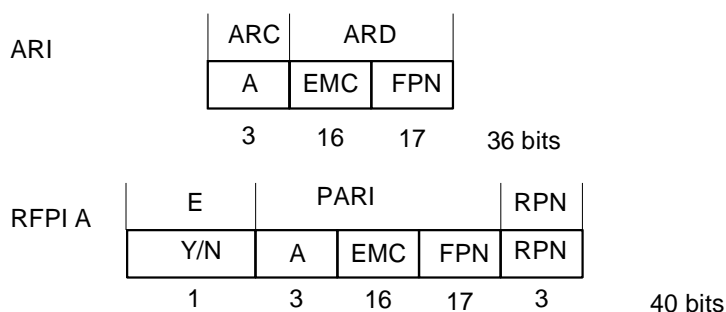 ARC ARD
ARI
A EMC FPN
3 16 17 36 bits
E PARI RPN
RFPI A
Y/N A EMC FPN RPN
1 3 16 17 3 40 bits